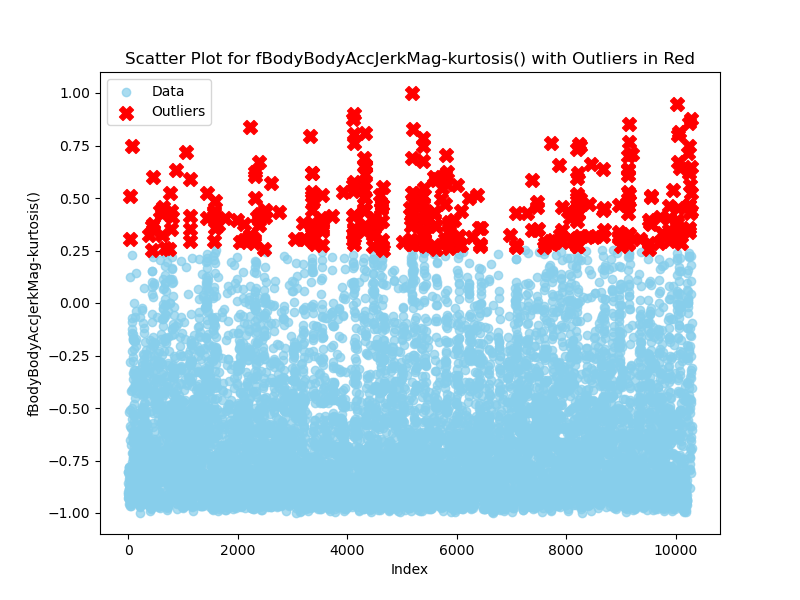 Scatter Plot for fBodyBodyAccJerkMag-kurtosis() with Outliers in Red
Data
Outliers
1.00
0.75
0.50
0.25
0.00
−0.25
−0.50
−0.75
−1.00
fBodyBodyAccJerkMag-kurtosis()
0 2000 4000 6000 8000 10000
Index